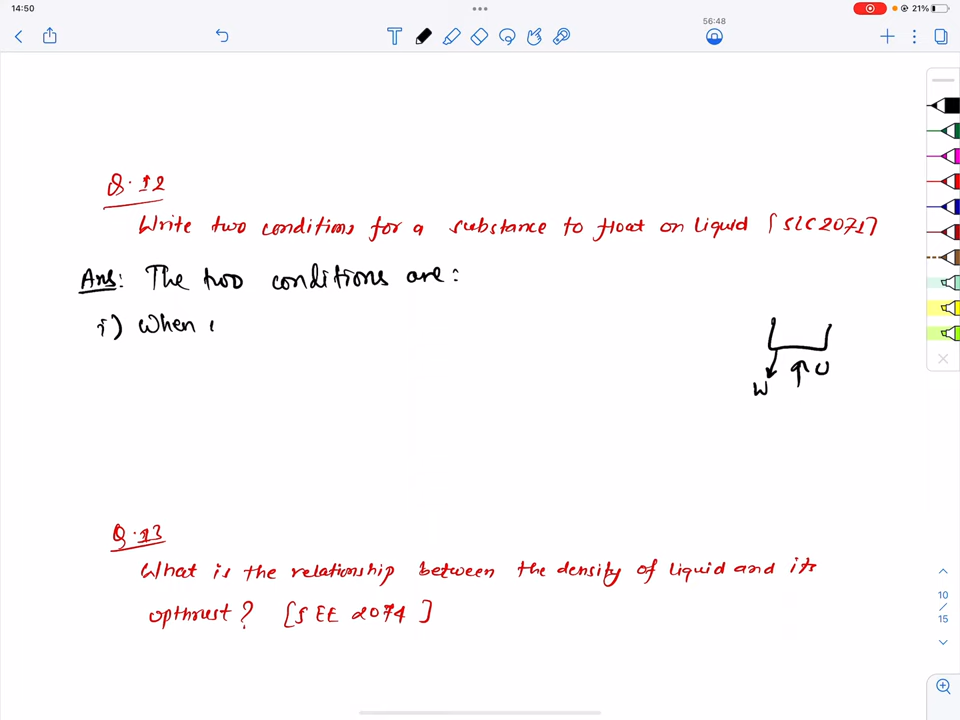 14:50
21%
56:48
Q.12
Write two conditions for a substance to float on liquid [SLC 2071]
Ans: The two conditions are:
i) When
W
U
Q.13
What is the relationship between the density of liquid and its
opthrust? [SEE 2074]
10
/
15